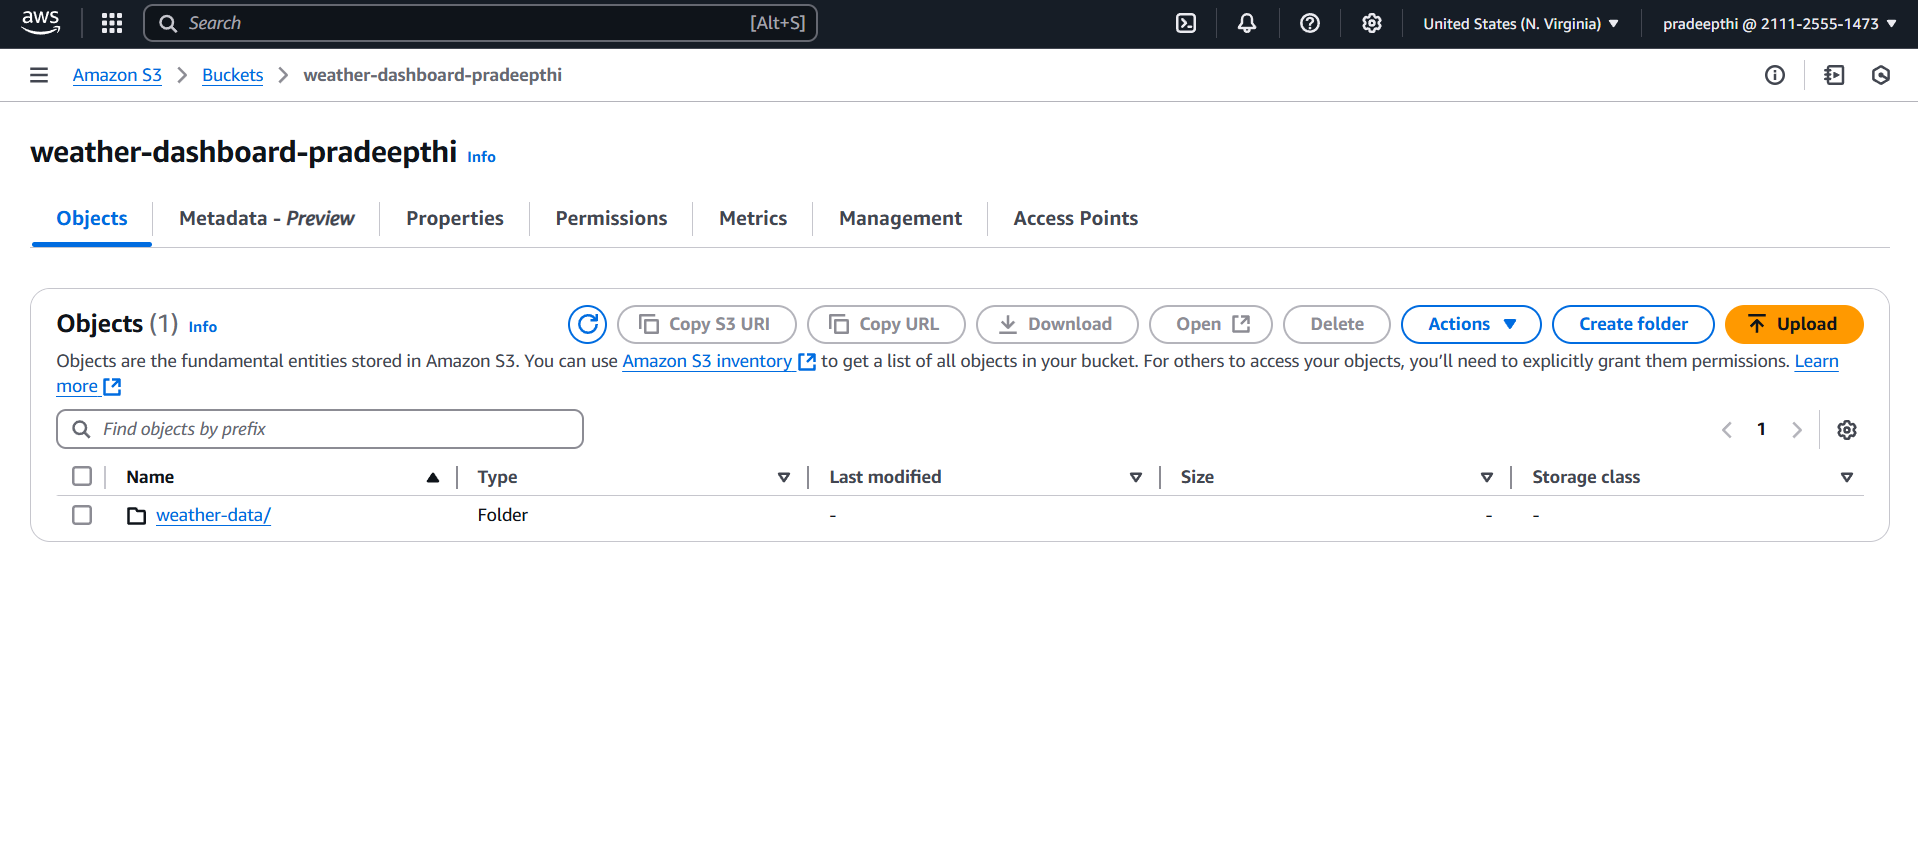 aws Search [Alt+S] United States (N. Virginia) pradeepthi @ 2111-2555-1473
Amazon S3 Buckets weather-dashboard-pradeepthi
weather-dashboard-pradeepthi Info
Objects Metadata - Preview Properties Permissions Metrics Management Access Points
Objects (1) Info Copy S3 URI Copy URL Download Open Delete Actions Create folder Upload
Objects are the fundamental entities stored in Amazon S3. You can use Amazon S3 inventory to get a list of all objects in your bucket. For others to access your objects, you’ll need to explicitly grant them permissions. Learn
more
Find objects by prefix 1
Name Type Last modified Size Storage class
weather-data/ Folder - - -